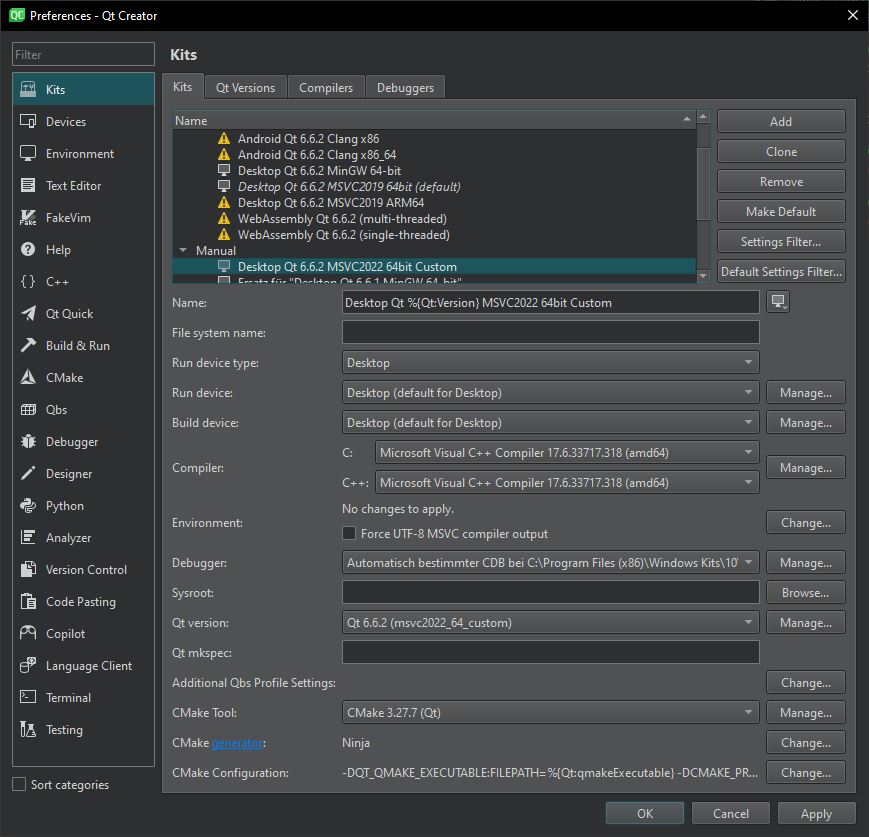 Preferences - Qt Creator
Filter
Kits
Devices
Environment
Text Editor
FakeVim
Help
C++
Qt Quick
Build & Run
CMake
Qbs
Debugger
Designer
Python
Analyzer
Version Control
Code Pasting
Copilot
Language Client
Terminal
Testing
Sort categories
Kits
Kits Qt Versions Compilers Debuggers
Name
Android Qt 6.6.2 Clang x86
Android Qt 6.6.2 Clang x86_64
Desktop Qt 6.6.2 MinGW 64-bit
Desktop Qt 6.6.2 MSVC2019 64bit (default)
Desktop Qt 6.6.2 MSVC2019 ARM64
WebAssembly Qt 6.6.2 (multi-threaded)
WebAssembly Qt 6.6.2 (single-threaded)
Manual
Desktop Qt 6.6.2 MSVC2022 64bit Custom
Ersatz für "Desktop Qt 6.6.1 MinGW 64-bit"
Add
Clone
Remove
Make Default
Settings Filter...
Default Settings Filter...
Name: Desktop Qt %{Qt:Version} MSVC2022 64bit Custom
File system name:
Run device type: Desktop
Run device: Desktop (default for Desktop) Manage...
Build device: Desktop (default for Desktop) Manage...
Compiler:
C: Microsoft Visual C++ Compiler 17.6.33717.318 (amd64)
C++: Microsoft Visual C++ Compiler 17.6.33717.318 (amd64)
Manage...
Environment:
No changes to apply.
Force UTF-8 MSVC compiler output
Change...
Debugger: Automatisch bestimmter CDB bei C:\Program Files (x86)\Windows Kits\10\ Manage...
Sysroot: Browse...
Qt version: Qt 6.6.2 (msvc2022_64_custom) Manage...
Qt mkspec:
Additional Qbs Profile Settings: Change...
CMake Tool: CMake 3.27.7 (Qt) Manage...
CMake generator: Ninja Change...
CMake Configuration: -DQT_QMAKE_EXECUTABLE:FILEPATH=%{Qt:qmakeExecutable} -DCMAKE_PR... Change...
OK Cancel Apply